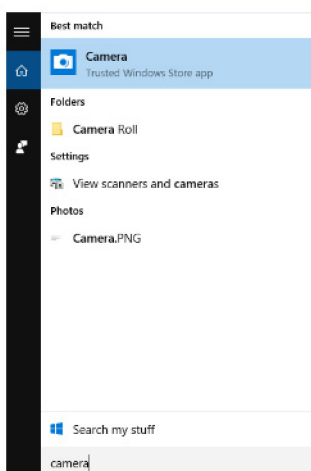 Best match
Camera
Trusted Windows Store app
Folders
Camera Roll
Settings
View scanners and cameras
Photos
Camera.PNG
Search my stuff
camera